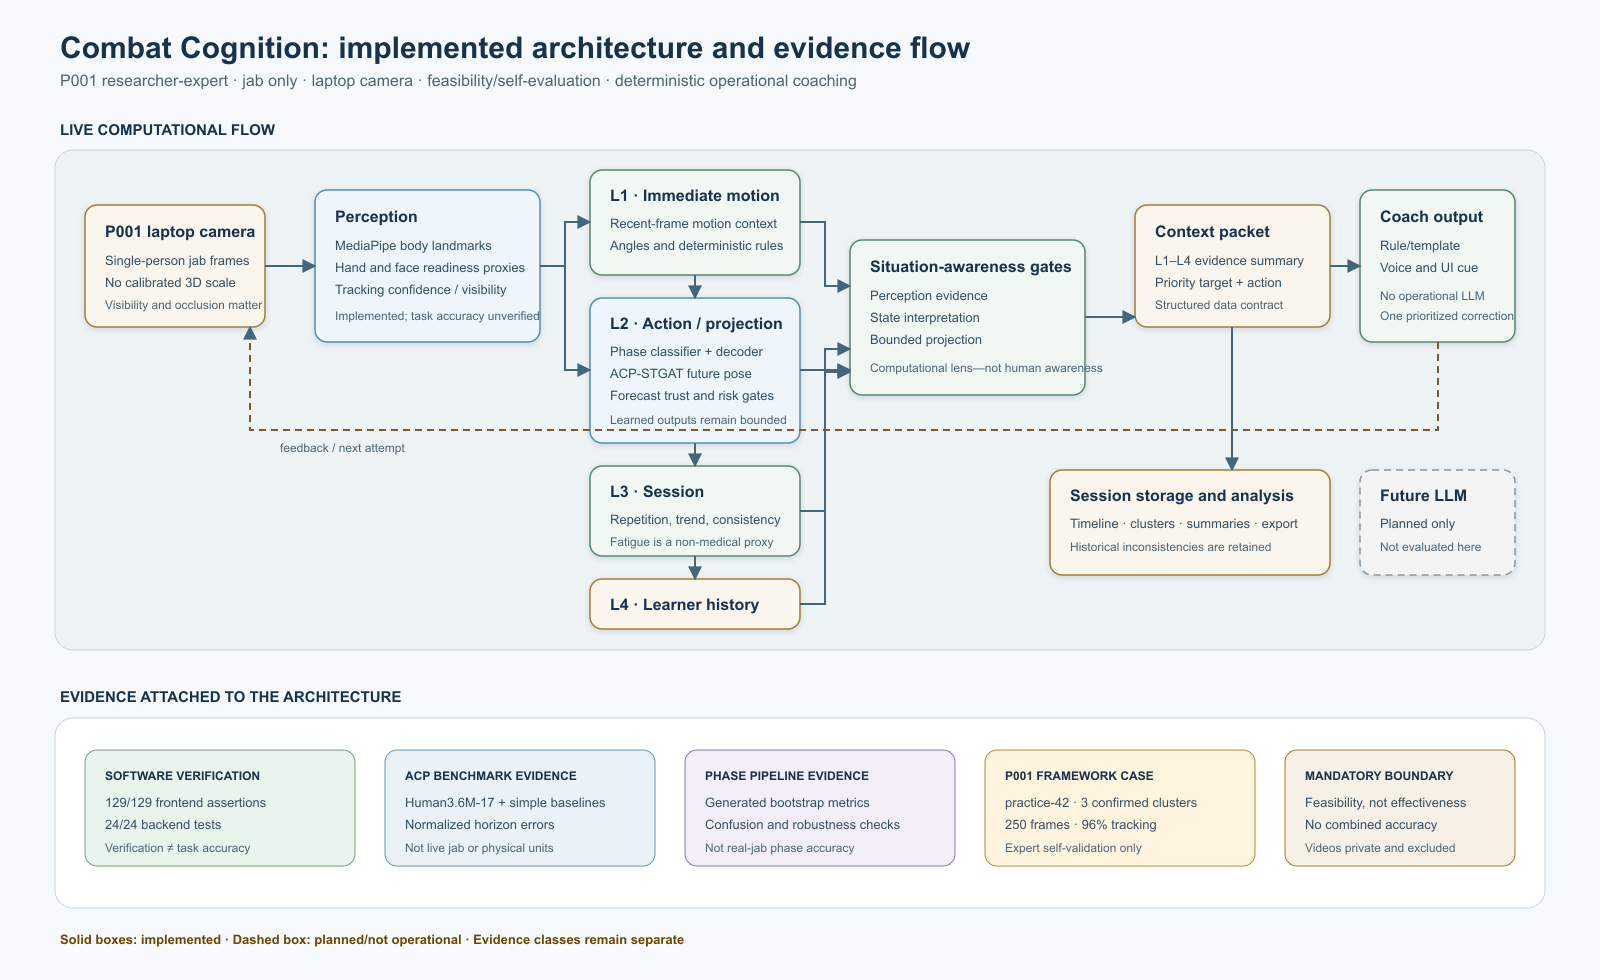 Combat Cognition: implemented architecture and evidence flow
P001 researcher-expert · jab only · laptop camera · feasibility/self-evaluation · deterministic operational coaching
LIVE COMPUTATIONAL FLOW
P001 laptop camera
Single-person jab frames
No calibrated 3D scale
Visibility and occlusion matter
Perception
MediaPipe body landmarks
Hand and face readiness proxies
Tracking confidence / visibility
Implemented; task accuracy unverified
L1 · Immediate motion
Recent-frame motion context
Angles and deterministic rules
L2 · Action / projection
Phase classifier + decoder
ACP-STGAT future pose
Forecast trust and risk gates
Learned outputs remain bounded
L3 · Session
Repetition, trend, consistency
Fatigue is a non-medical proxy
L4 · Learner history
Situation-awareness gates
Perception evidence
State interpretation
Bounded projection
Computational lens—not human awareness
Context packet
L1–L4 evidence summary
Priority target + action
Structured data contract
Coach output
Rule/template
Voice and UI cue
No operational LLM
One prioritized correction
feedback / next attempt
Session storage and analysis
Timeline · clusters · summaries · export
Historical inconsistencies are retained
Future LLM
Planned only
Not evaluated here
EVIDENCE ATTACHED TO THE ARCHITECTURE
SOFTWARE VERIFICATION
129/129 frontend assertions
24/24 backend tests
Verification ≠ task accuracy
ACP BENCHMARK EVIDENCE
Human3.6M-17 + simple baselines
Normalized horizon errors
Not live jab or physical units
PHASE PIPELINE EVIDENCE
Generated bootstrap metrics
Confusion and robustness checks
Not real-jab phase accuracy
P001 FRAMEWORK CASE
practice-42 · 3 confirmed clusters
250 frames · 96% tracking
Expert self-validation only
MANDATORY BOUNDARY
Feasibility, not effectiveness
No combined accuracy
Videos private and excluded
Solid boxes: implemented · Dashed box: planned/not operational · Evidence classes remain separate